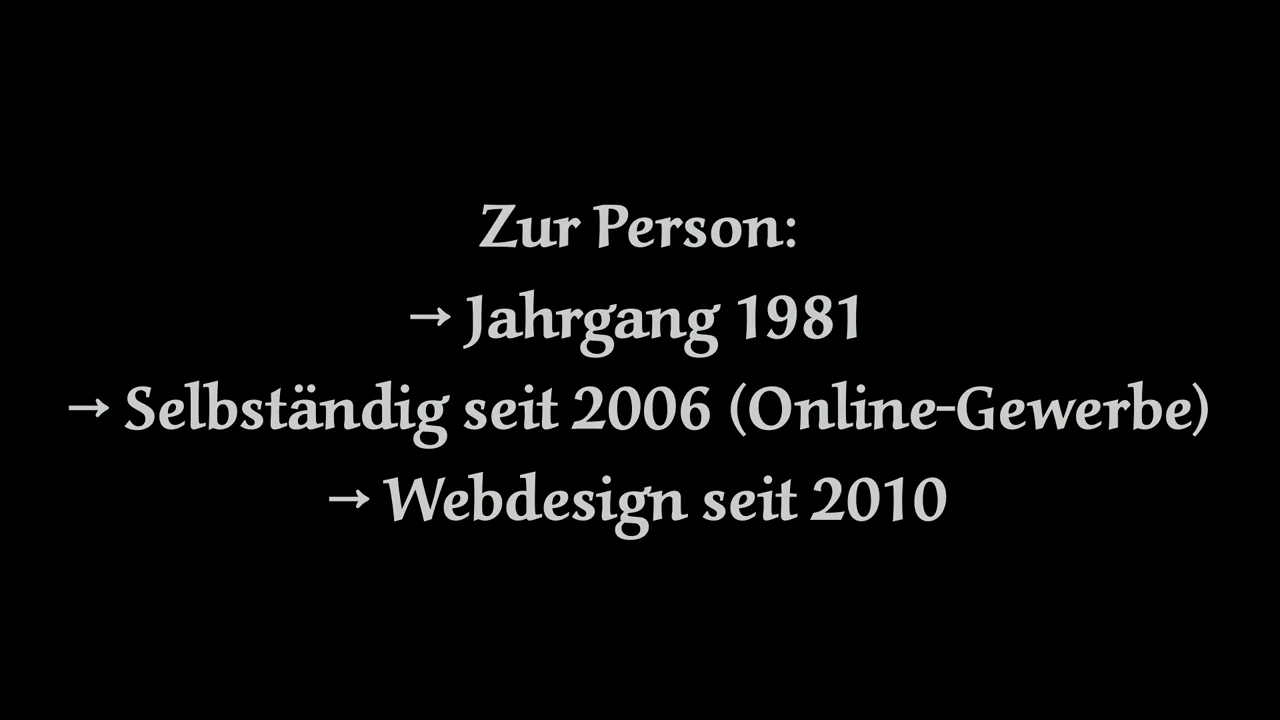 Zur Person:
→ Jahrgang 1981
→ Selbständig seit 2006 (Online-Gewerbe)
→ Webdesign seit 2010